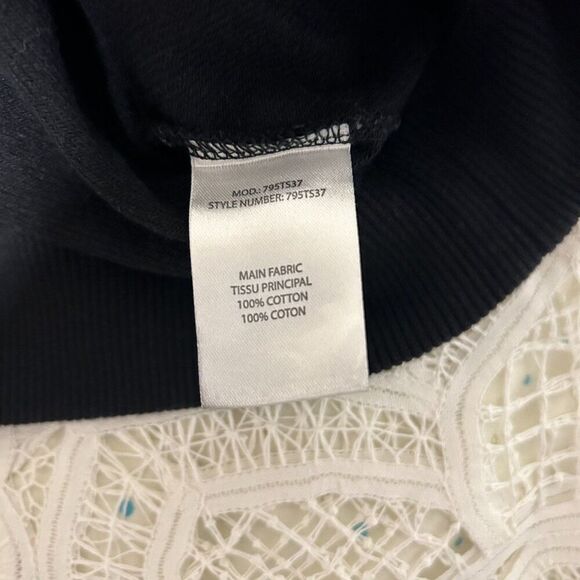 MOD.: 795TS37
STYLE NUMBER: 795TS37
MAIN FABRIC
TISSU PRINCIPAL
100% COTTON
100% COTON